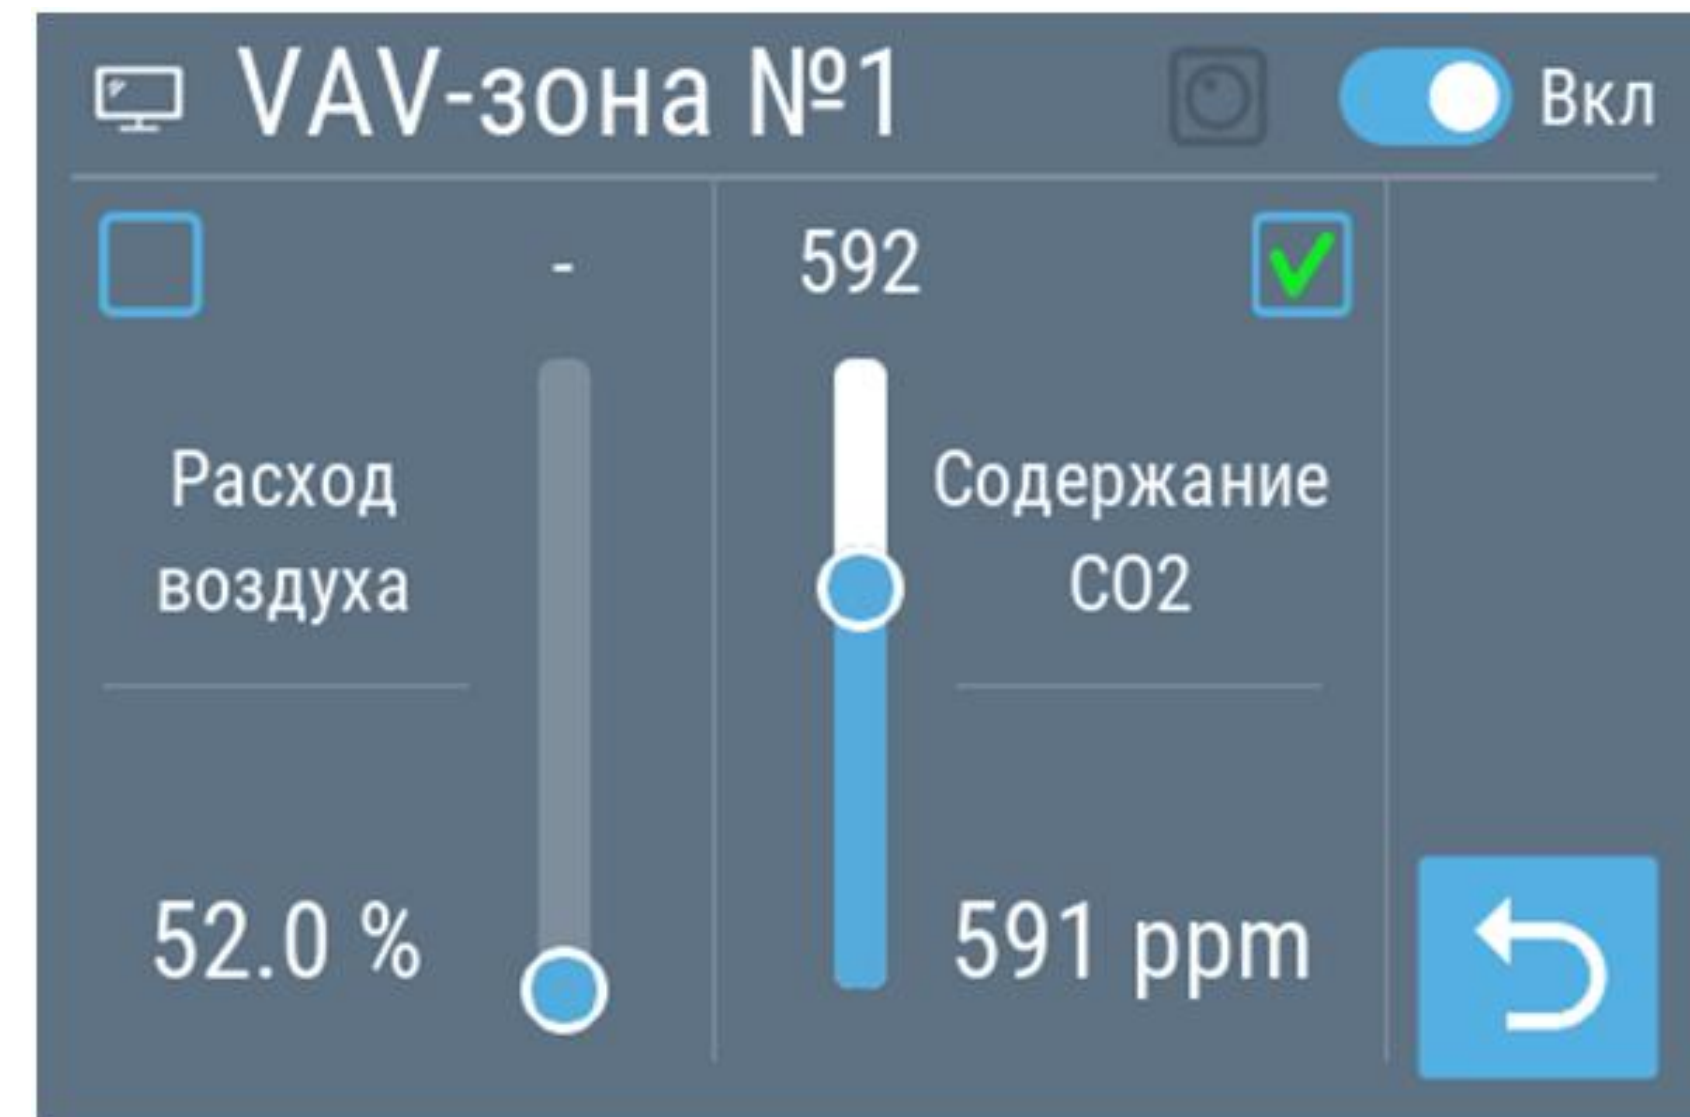 VAV-зона №1
Вкл
-
592
Расход
воздуха
Содержание
CO2
52.0 %
591 ppm